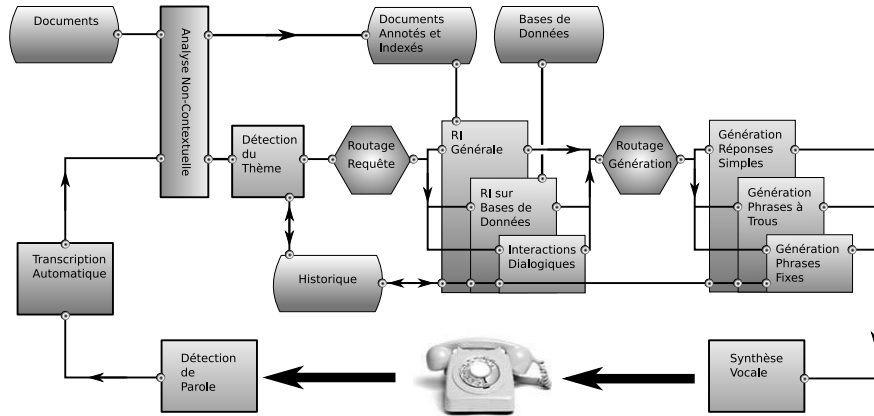 Documents
Analyse Non-Contextuelle
Documents
Annotés et
Indexés
Bases de
Données
Détection
du
Thème
Routage
Requête
RI
Générale
RI sur
Bases de
Données
Interactions
Dialogiques
Routage
Génération
Génération
Réponses
Simples
Génération
Phrases à
Trous
Génération
Phrases
Fixes
Transcription
Automatique
Historique
Détection
de
Parole
Synthèse
Vocale